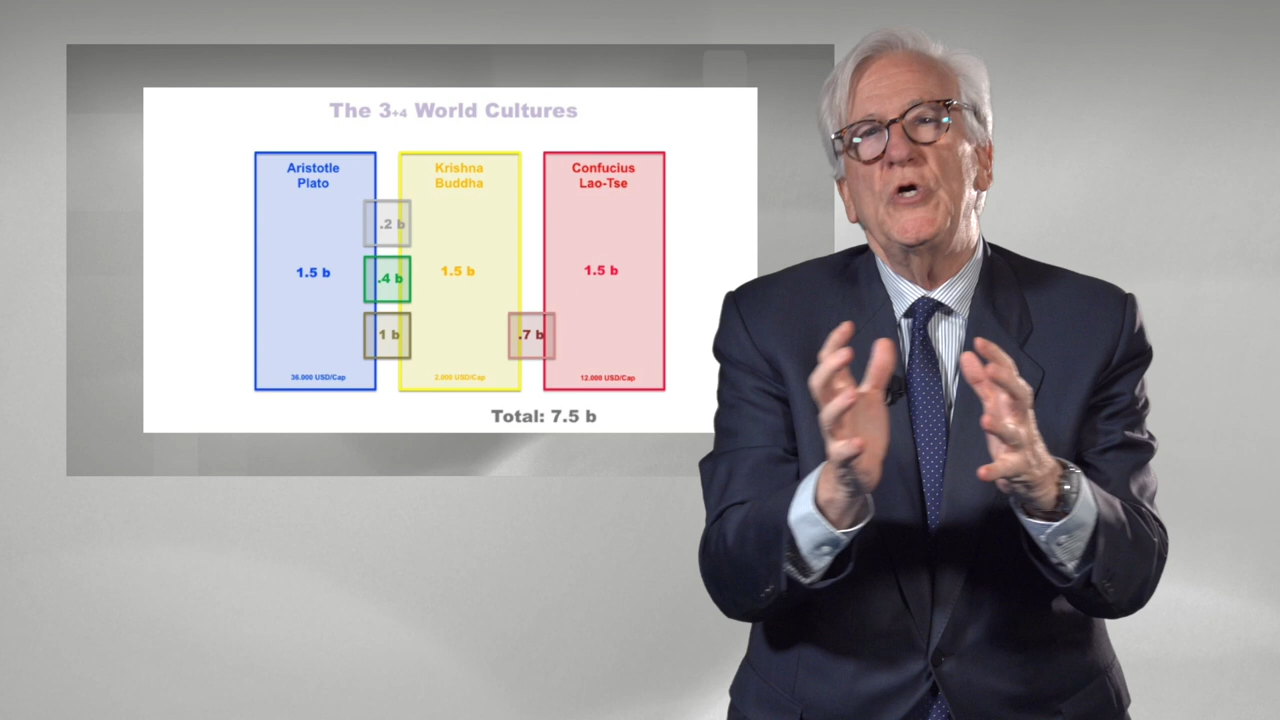 The 3+4 World Cultures
Aristotle
Plato
Krishna
Buddha
Confucius
Lao-Tse
.2 b
1.5 b
.4 b
1.5 b
1.5 b
1 b
.7 b
36.000 USD/Cap
2.000 USD/Cap
12.000 USD/Cap
Total: 7.5 b